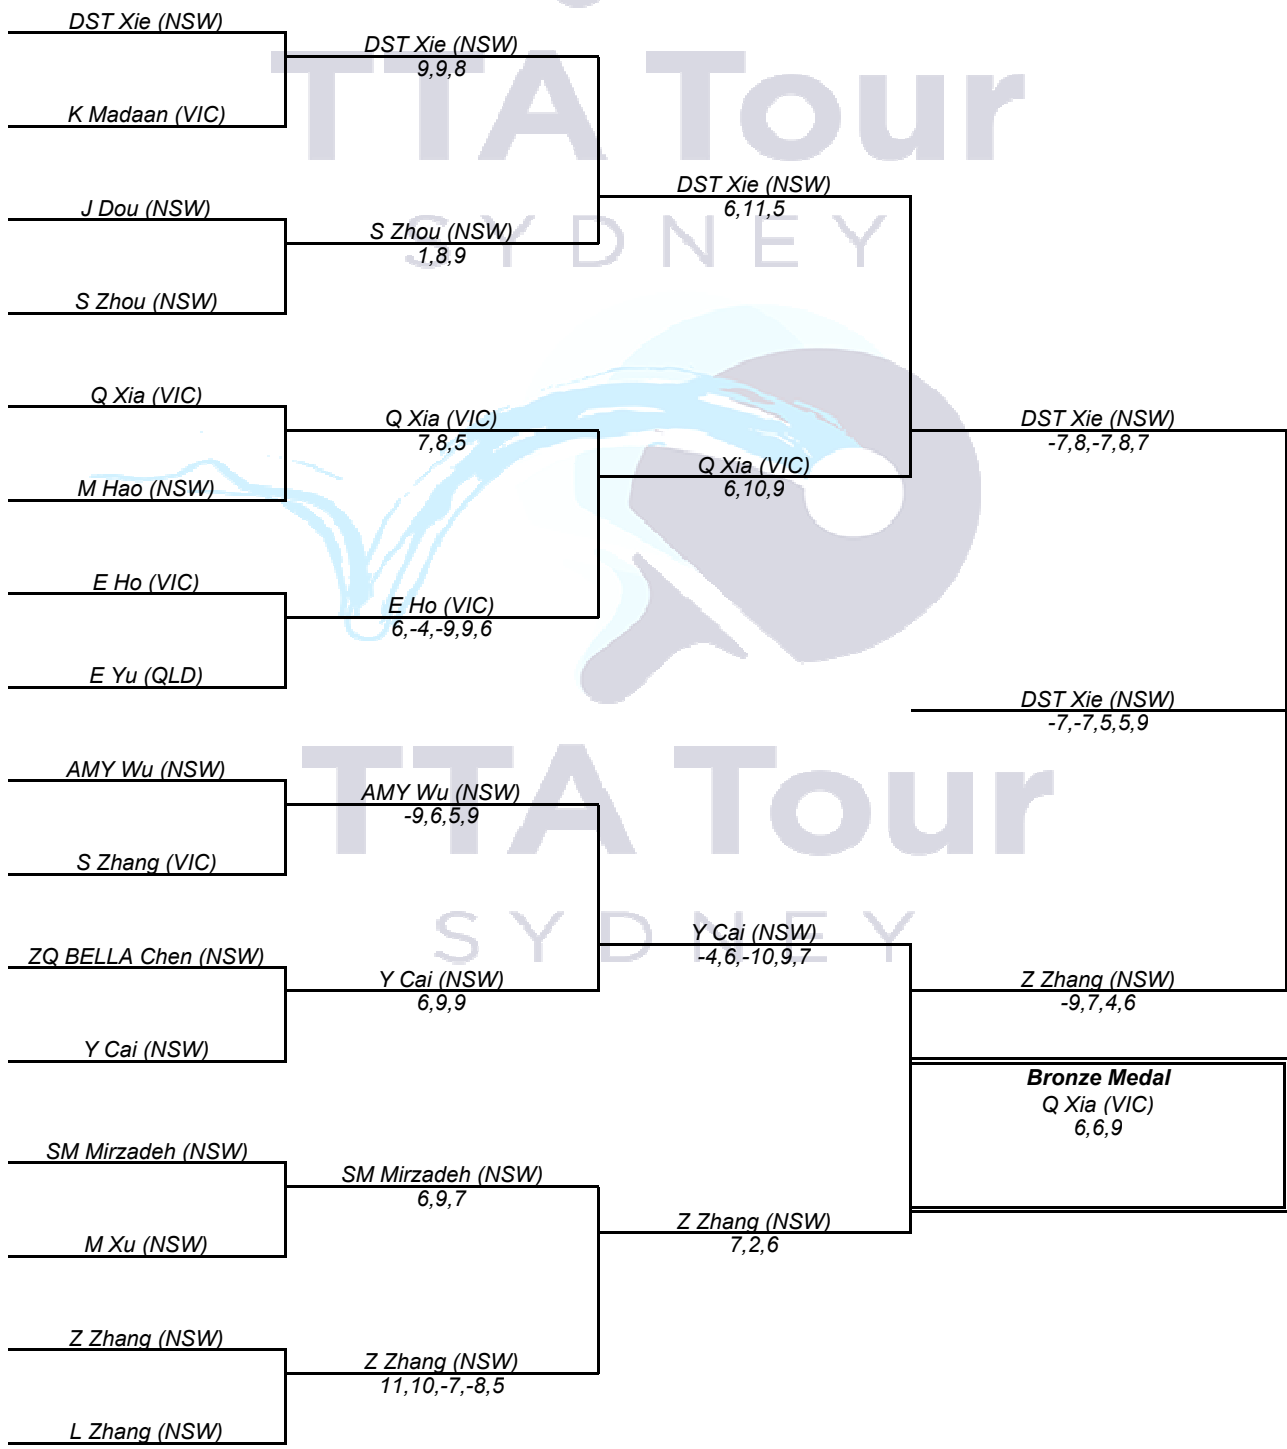 DST Xie (NSW)
K Madaan (VIC)
J Dou (NSW)
S Zhou (NSW)
Q Xia (VIC)
M Hao (NSW)
E Ho (VIC)
E Yu (QLD)
AMY Wu (NSW)
S Zhang (VIC)
ZQ BELLA Chen (NSW)
Y Cai (NSW)
SM Mirzadeh (NSW)
M Xu (NSW)
Z Zhang (NSW)
L Zhang (NSW)
DST Xie (NSW)
9,9,8
S Zhou (NSW)
1,8,9
Q Xia (VIC)
7,8,5
E Ho (VIC)
6,-4,-9,9,6
AMY Wu (NSW)
-9,6,5,9
Y Cai (NSW)
6,9,9
SM Mirzadeh (NSW)
6,9,7
Z Zhang (NSW)
11,10,-7,-8,5
DST Xie (NSW)
6,11,5
Q Xia (VIC)
6,10,9
Y Cai (NSW)
-4,6,-10,9,7
Z Zhang (NSW)
7,2,6
DST Xie (NSW)
-7,8,-7,8,7
DST Xie (NSW)
-7,-7,5,5,9
Z Zhang (NSW)
-9,7,4,6
Bronze Medal
Q Xia (VIC)
6,6,9
TTA Tour
SYDNEY
TTA Tour
SYDNEY